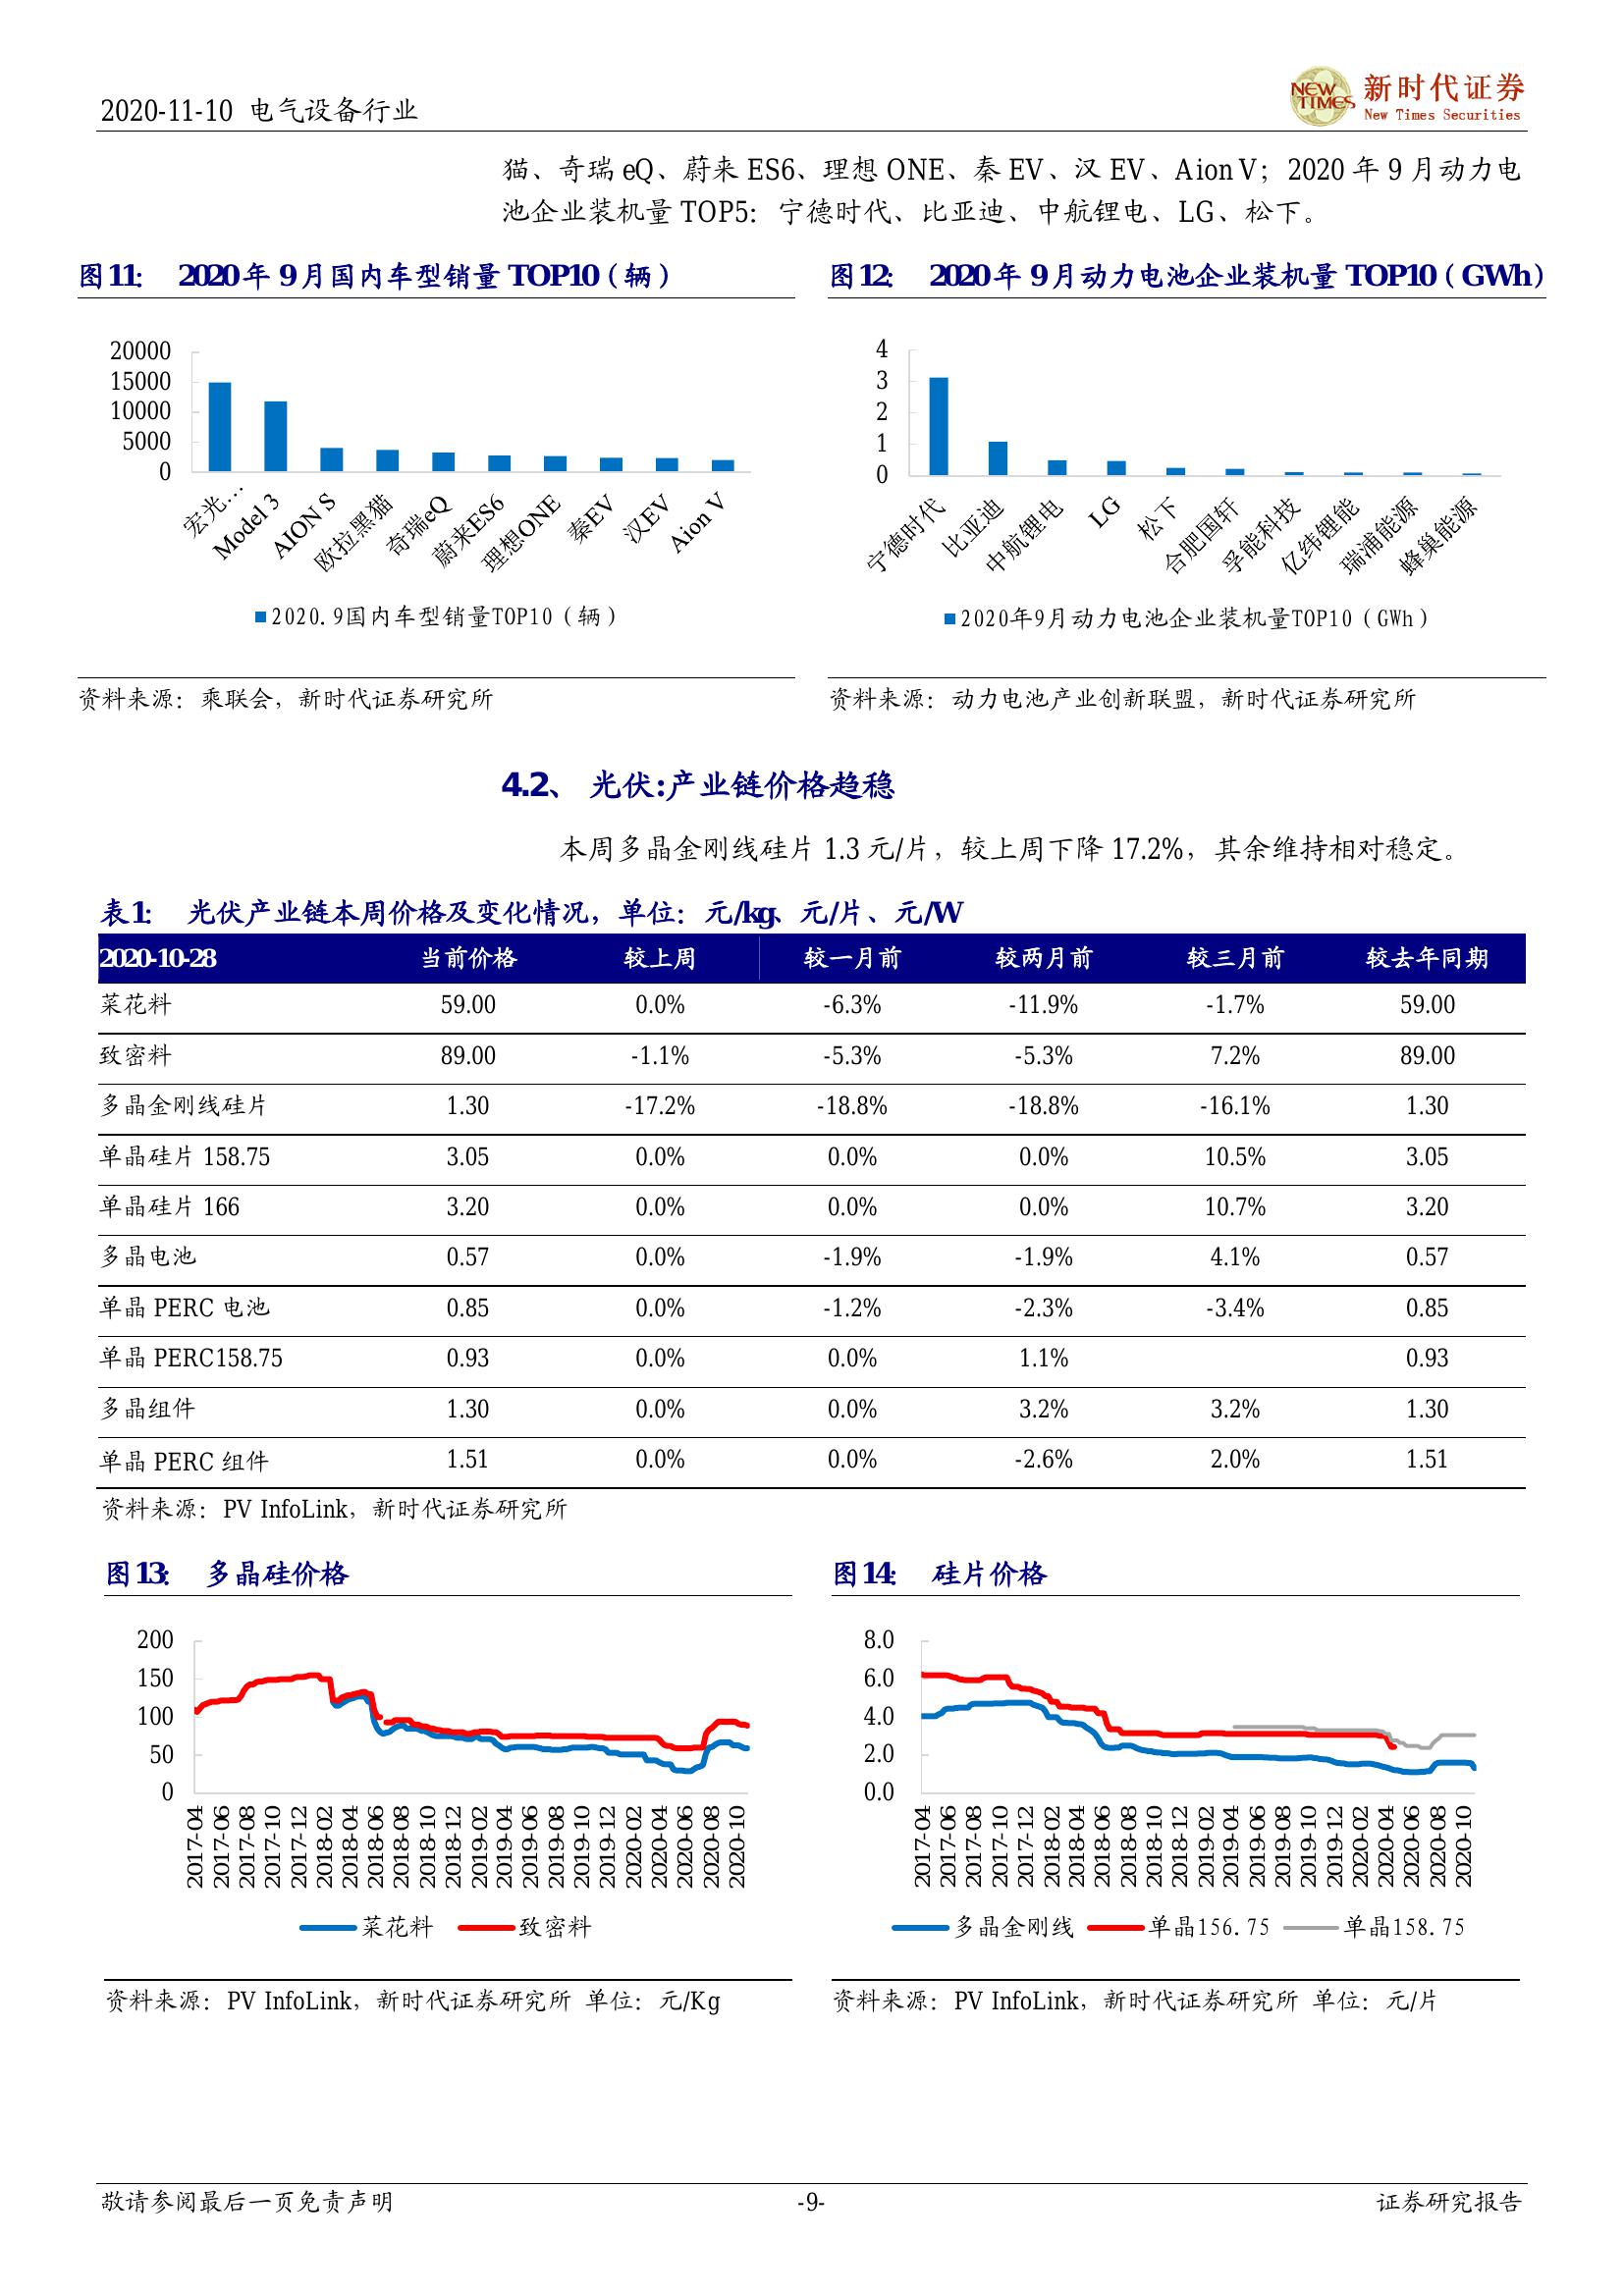 2020-11-10 电气设备行业
NEW TIMES 新时代证券
New Times Securities
猫、奇瑞 eQ、蔚来 ES6、理想 ONE、秦 EV、汉 EV、Aion V；2020 年 9 月动力电
池企业装机量 TOP5：宁德时代、比亚迪、中航锂电、LG、松下。
图11： 2020年 9月国内车型销量 TOP10（辆）
20000
15000
10000
5000
0
宏光… Model 3 AION S 欧拉黑猫 奇瑞eQ 蔚来ES6 理想ONE 秦EV 汉EV Aion V
2020.9国内车型销量TOP10（辆）
资料来源：乘联会，新时代证券研究所
图12： 2020年 9月动力电池企业装机量 TOP10（GWh）
4
3
2
1
0
宁德时代 比亚迪 中航锂电 LG 松下 合肥国轩 孚能科技 亿纬锂能 瑞浦能源 蜂巢能源
2020年9月动力电池企业装机量TOP10（GWh）
资料来源：动力电池产业创新联盟，新时代证券研究所
4.2、 光伏:产业链价格趋稳
本周多晶金刚线硅片 1.3 元/片，较上周下降 17.2%，其余维持相对稳定。
表1： 光伏产业链本周价格及变化情况，单位：元/kg、元/片、元/W
2020-10-28 当前价格 较上周 较一月前 较两月前 较三月前 较去年同期
菜花料 59.00 0.0% -6.3% -11.9% -1.7% 59.00
致密料 89.00 -1.1% -5.3% -5.3% 7.2% 89.00
多晶金刚线硅片 1.30 -17.2% -18.8% -18.8% -16.1% 1.30
单晶硅片 158.75 3.05 0.0% 0.0% 0.0% 10.5% 3.05
单晶硅片 166 3.20 0.0% 0.0% 0.0% 10.7% 3.20
多晶电池 0.57 0.0% -1.9% -1.9% 4.1% 0.57
单晶 PERC 电池 0.85 0.0% -1.2% -2.3% -3.4% 0.85
单晶 PERC158.75 0.93 0.0% 0.0% 1.1% 0.93
多晶组件 1.30 0.0% 0.0% 3.2% 3.2% 1.30
单晶 PERC 组件 1.51 0.0% 0.0% -2.6% 2.0% 1.51
资料来源：PV InfoLink，新时代证券研究所
图13： 多晶硅价格
200
150
100
50
0
2017-04 2017-06 2017-08 2017-10 2017-12 2018-02 2018-04 2018-06 2018-08 2018-10 2018-12 2019-02 2019-04 2019-06 2019-08 2019-10 2019-12 2020-02 2020-04 2020-06 2020-08 2020-10
菜花料 致密料
资料来源：PV InfoLink，新时代证券研究所 单位：元/Kg
图14： 硅片价格
8.0
6.0
4.0
2.0
0.0
2017-04 2017-06 2017-08 2017-10 2017-12 2018-02 2018-04 2018-06 2018-08 2018-10 2018-12 2019-02 2019-04 2019-06 2019-08 2019-10 2019-12 2020-02 2020-04 2020-06 2020-08 2020-10
多晶金刚线 单晶156.75 单晶158.75
资料来源：PV InfoLink，新时代证券研究所 单位：元/片
敬请参阅最后一页免责声明 -9- 证券研究报告